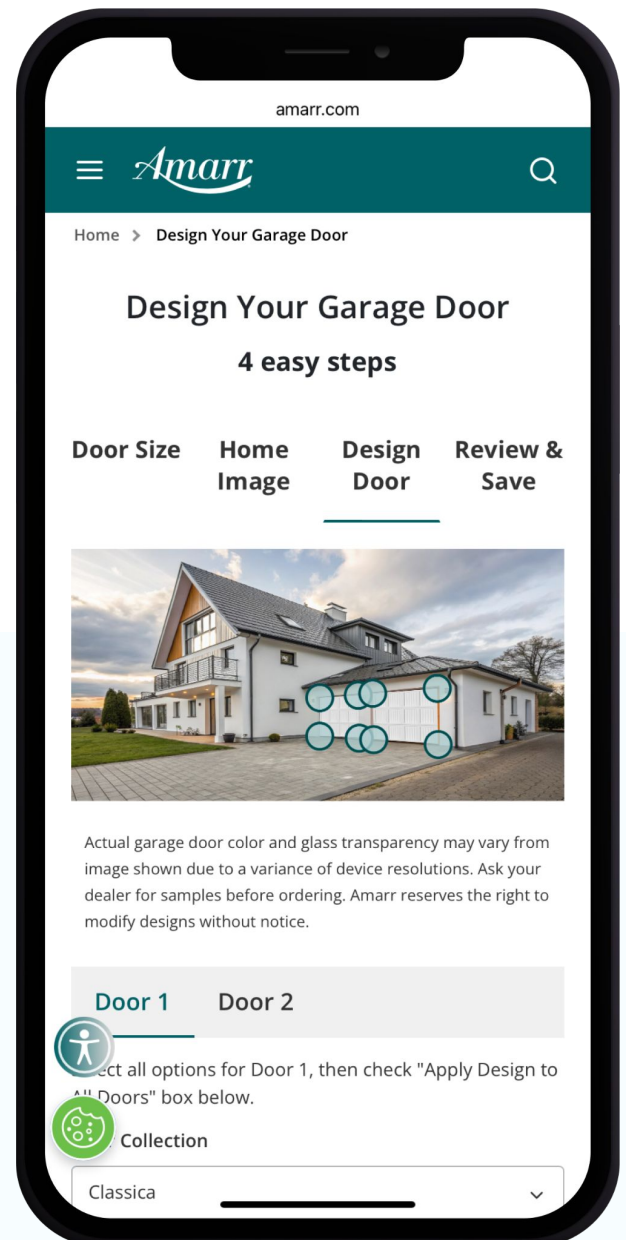 amarr.com
Amarr
Home > Design Your Garage Door
Design Your Garage Door
4 easy steps
Door Size
Home
Image
Design
Door
Review &
Save
Actual garage door color and glass transparency may vary from
image shown due to a variance of device resolutions. Ask your
dealer for samples before ordering. Amarr reserves the right to
modify designs without notice.
Door 1 Door 2
ect all options for Door 1, then check "Apply Design to
Doors" box below.
Collection
Classica